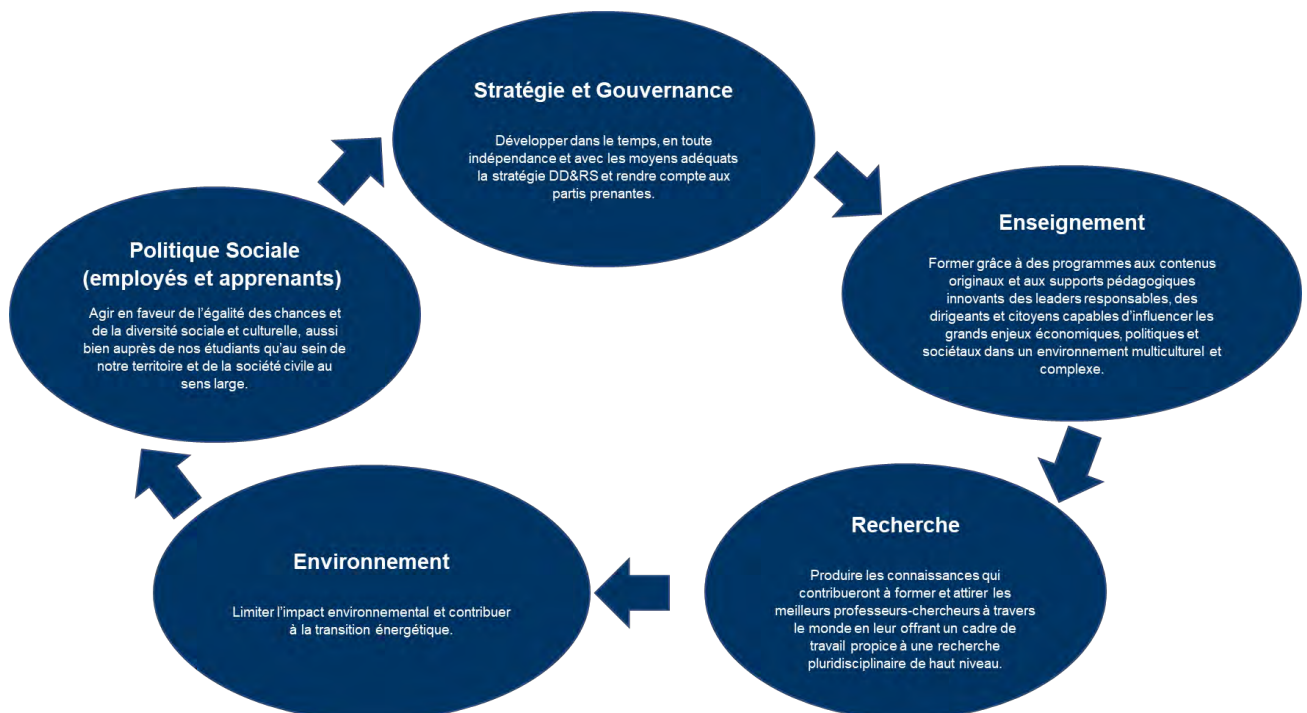 Stratégie et Gouvernance
Développer dans le temps, en toute
indépendance et avec les moyens adéquats
la stratégie DD&RS et rendre compte aux
partis prenantes.
Enseignement
Former grâce à des programmes aux contenus
originaux et aux supports pédagogiques
innovants des leaders responsables, des
dirigeants et citoyens capables d’influencer les
grands enjeux économiques, politiques et
sociétaux dans un environnement multiculturel et
complexe.
Recherche
Produire les connaissances qui
contribueront à former et attirer les
meilleurs professeurs-chercheurs à travers
le monde en leur offrant un cadre de
travail propice à une recherche
pluridisciplinaire de haut niveau.
Environnement
Limiter l’impact environnemental et contribuer
à la transition énergétique.
Politique Sociale
(employés et apprenants)
Agir en faveur de l’égalité des chances et
de la diversité sociale et culturelle, aussi
bien auprès de nos étudiants qu’au sein de
notre territoire et de la société civile au
sens large.